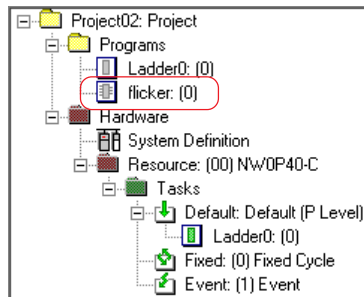 Project02: Project
Programs
Ladder0: (0)
flicker: (0)
Hardware
System Definition
Resource: (00) NW0P40-C
Tasks
Default: Default (P Level)
Ladder0: (0)
Fixed: (0) Fixed Cycle
Event: (1) Event